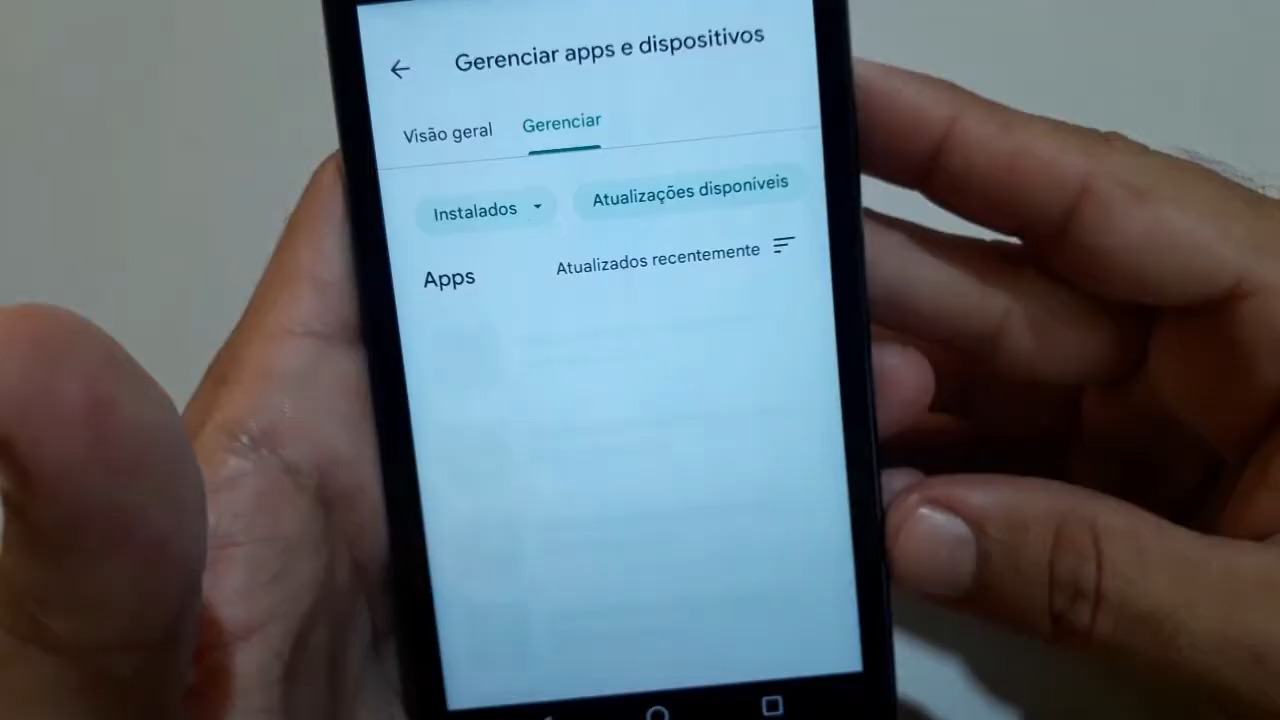 Gerenciar apps e dispositivos
Visão geral Gerenciar
Instalados Atualizações disponíveis
Apps Atualizados recentemente